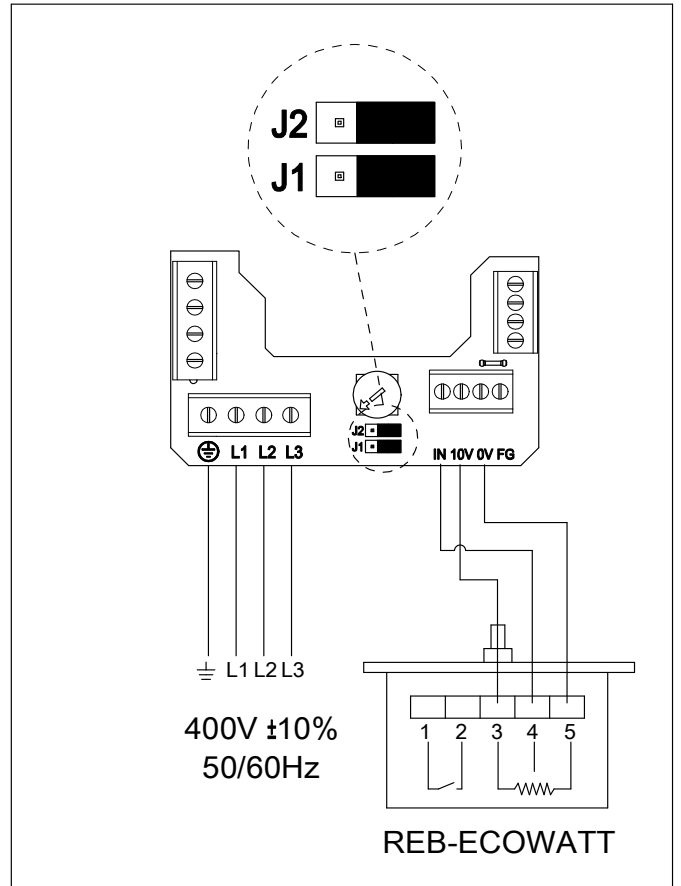 J2
J1
J2
J1
L1 L2 L3
IN 10V 0V FG
L1 L2 L3
400V ±10%
50/60Hz
1 2 3 4 5
REB-ECOWATT